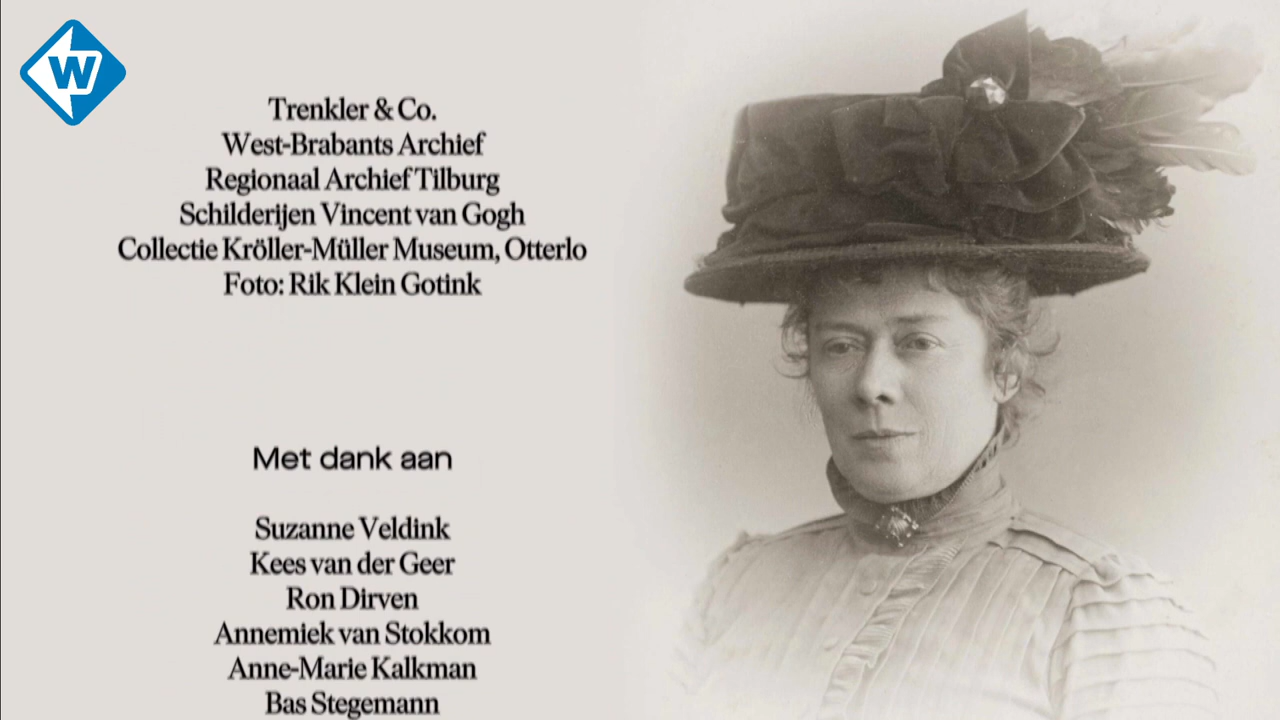 W
Trenkler & Co.
West-Brabants Archief
Regionaal Archief Tilburg
Schilderijen Vincent van Gogh
Collectie Kröller-Müller Museum, Otterlo
Foto: Rik Klein Gotink
Met dank aan
Suzanne Veldink
Kees van der Geer
Ron Dirven
Annemiek van Stokkom
Anne-Marie Kalkman
Bas Stegemann